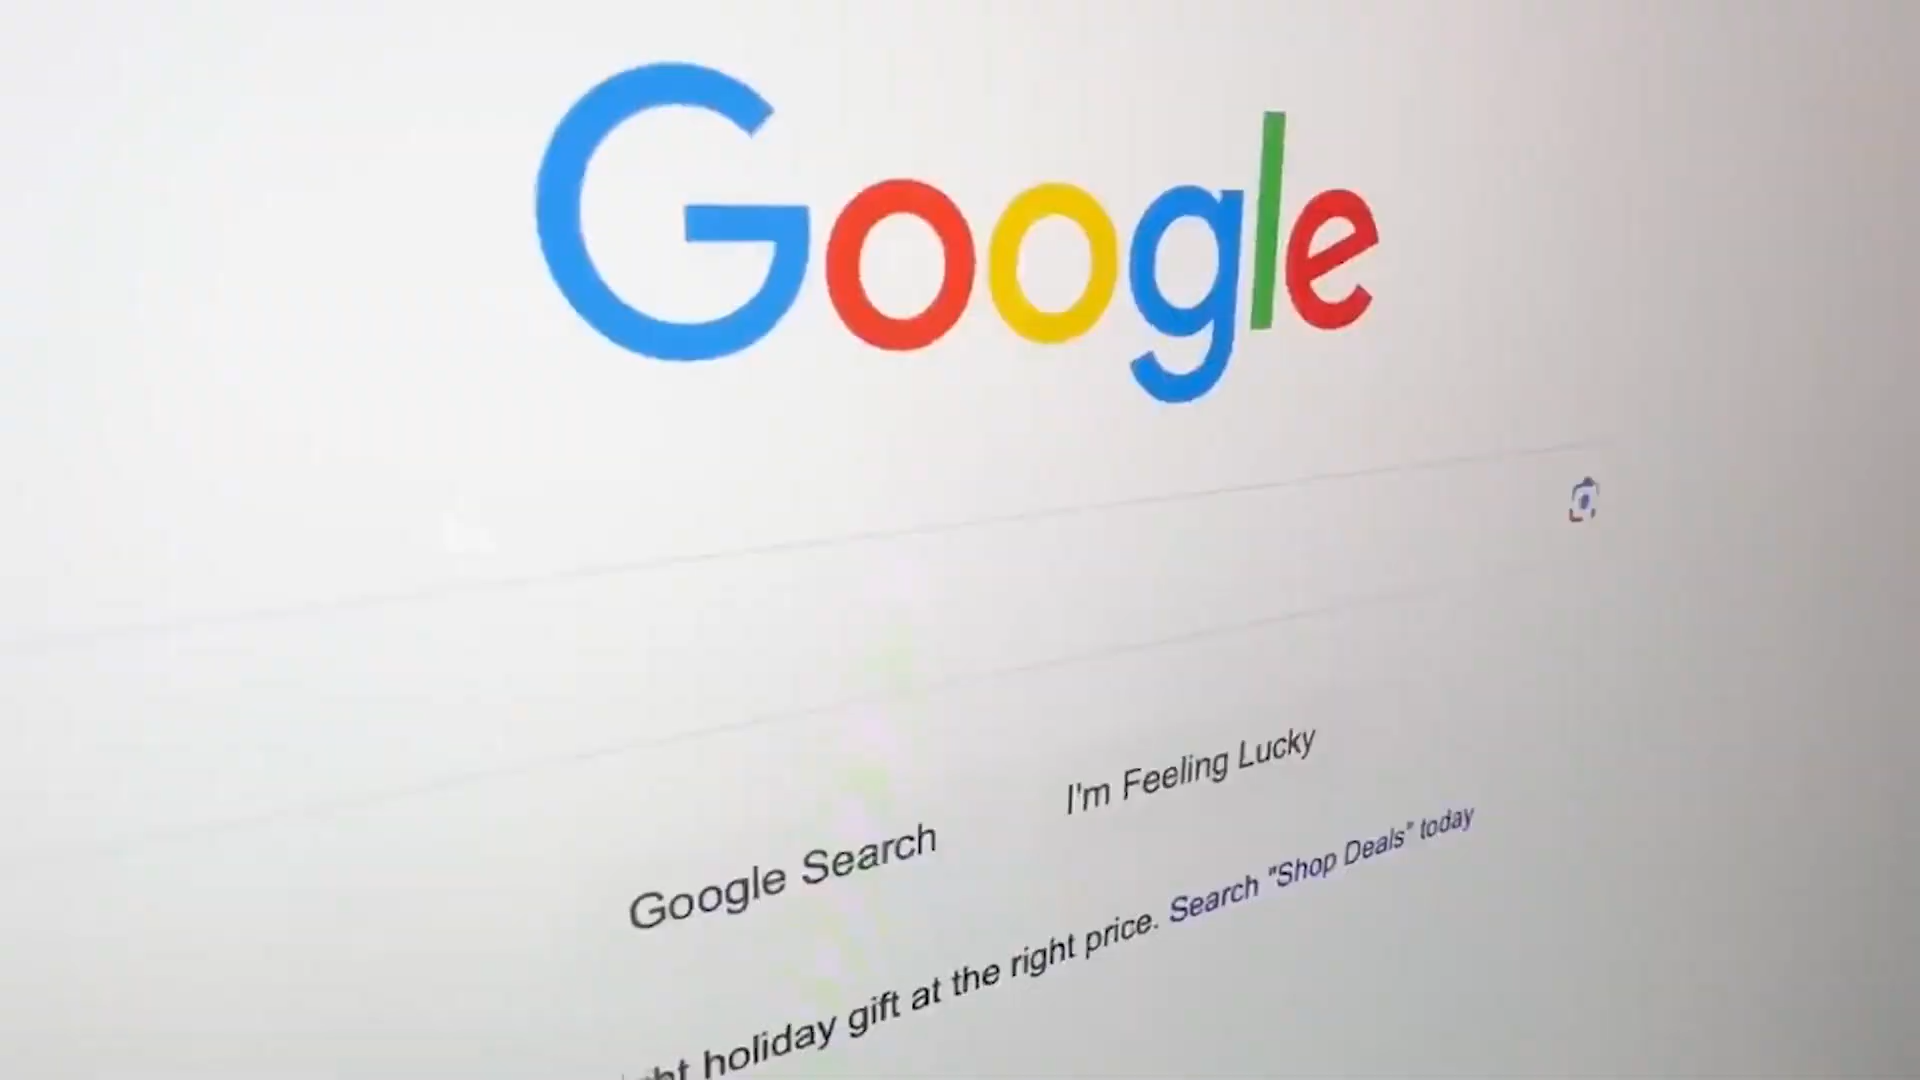 Google
Google Search
I'm Feeling Lucky
holiday gift at the right price. Search "Shop Deals" today